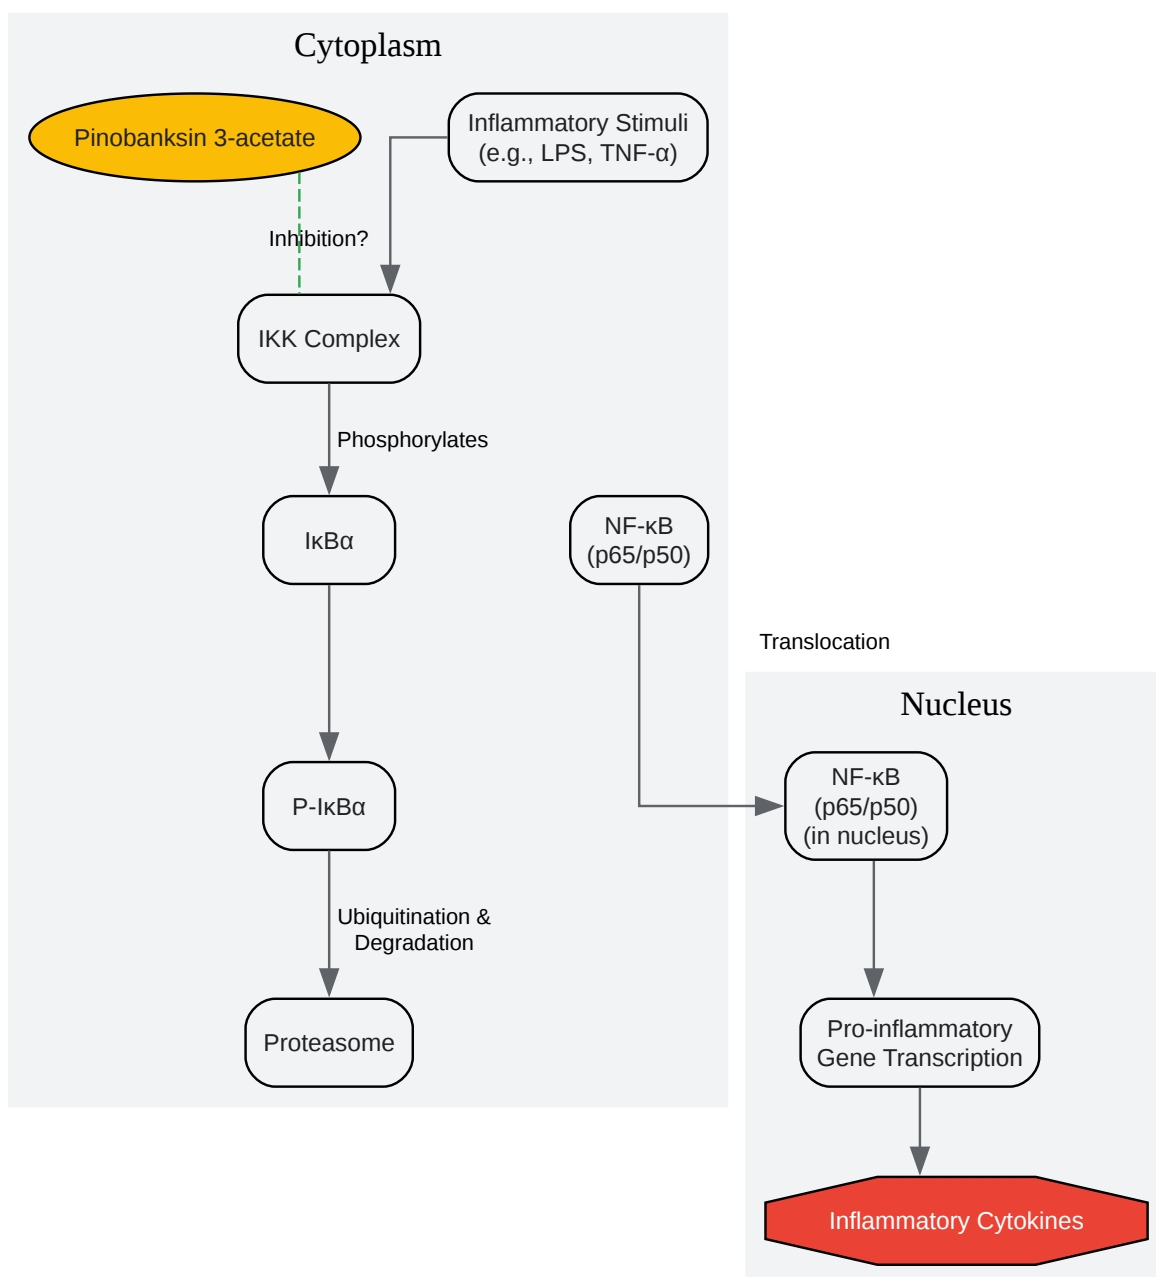 Cytoplasm
Pinobanksin 3-acetate
Inflammatory Stimuli
(e.g., LPS, TNF-α)
Inhibition?
IKK Complex
Phosphorylates
IκBα
NF-κB
(p65/p50)
Translocation
Nucleus
NF-κB
(p65/p50)
(in nucleus)
P-IκBα
Ubiquitination &
Degradation
Proteasome
Pro-inflammatory
Gene Transcription
Inflammatory Cytokines